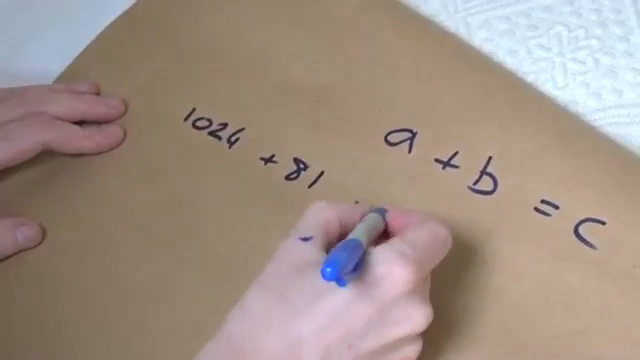 1024 + 81
a + b = c